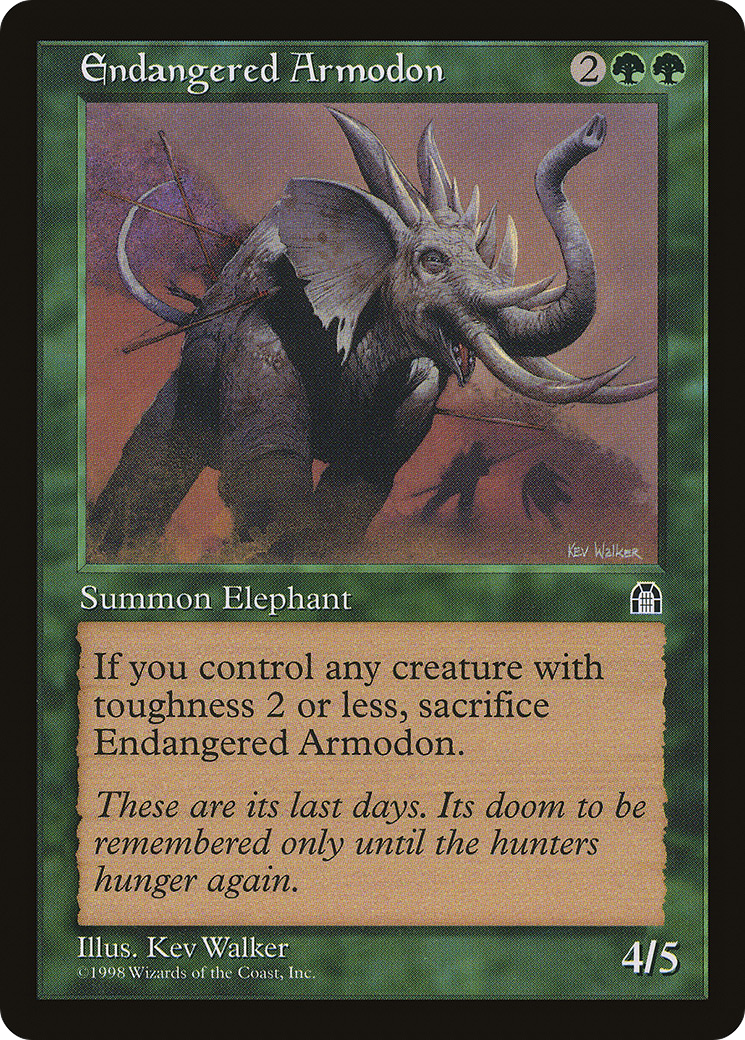 Endangered Armodon 2
Kev Walker
Summon Elephant
If you control any creature with
toughness 2 or less, sacrifice
Endangered Armodon.
These are its last days. Its doom to be
remembered only until the hunters
hunger again.
Illus. Kev Walker
©1998 Wizards of the Coast, Inc.
4/5